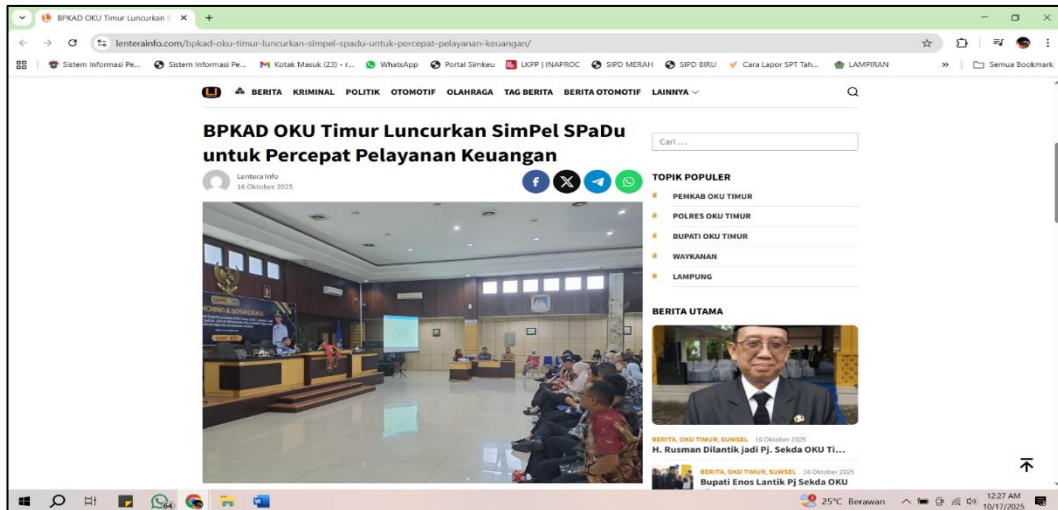 BPKAD OKU Timur Luncurkan S
lenterainfo.com/bpkad-oku-timur-luncurkan-simpel-spadu-untuk-percepat-pelayanan-keuangan/
Sistem Informasi Pe...
Sistem Informasi Pe...
Kotak Masuk (23) - r...
WhatsApp
Portal Simkeu
LKPP | INAPROC
SIPD MERAH
SIPD BIRU
Cara Lapor SPT Tah...
LAMPIRAN
»
Semua Bookmark
BERITA KRIMINAL POLITIK OTOMOTIF OLAHRAGA TAG BERITA BERITA OTOMOTIF LAINNYA
BPKAD OKU Timur Luncurkan SimPel SPaDu
untuk Percepat Pelayanan Keuangan
Lentera Info
16 Oktober 2025
LAUNCHING & SOSIALISASI
Cari ...
TOPIK POPULER
# PEMKAB OKU TIMUR
# POLRES OKU TIMUR
# BUPATI OKU TIMUR
# WAYKANAN
# LAMPUNG
BERITA UTAMA
BERITA, OKU TIMUR, SUMSEL 16 Oktober 2025
H. Rusman Dilantik jadi Pj. Sekda OKU Ti...
BERITA, OKU TIMUR, SUMSEL 16 Oktober 2025
Bupati Enos Lantik Pj Sekda OKU
64
25°C Berawan
12:27 AM
10/17/2025